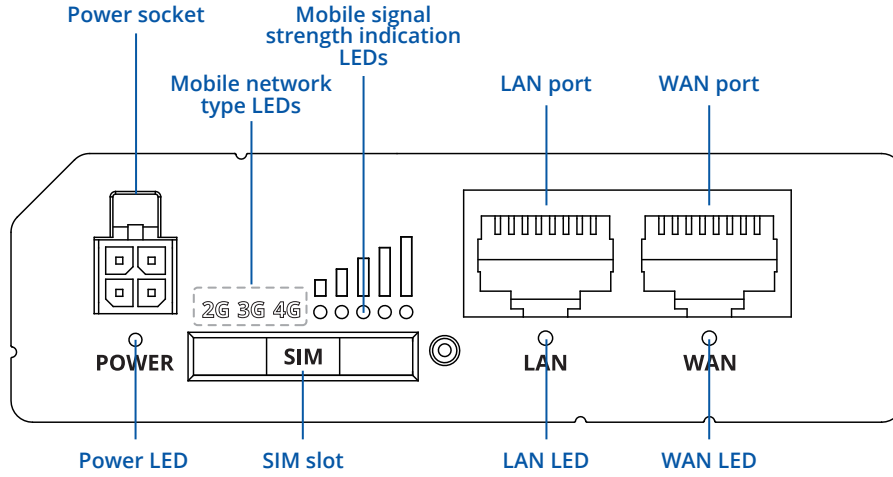 Power socket
Mobile signal
strength indication
LEDs
Mobile network
type LEDs
LAN port
WAN port
2G 3G 4G
POWER
SIM
LAN
WAN
Power LED
SIM slot
LAN LED
WAN LED